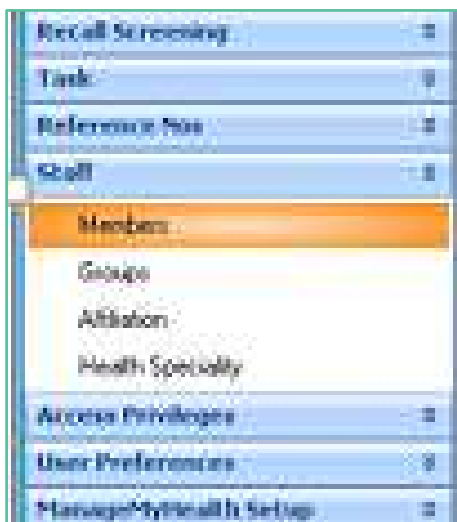 Recall Screening
Task
Reference Nos
Staff
Members
Groups
Affiliation
Health Speciality
Access Privileges
User Preferences
ManageMyHealth Setup